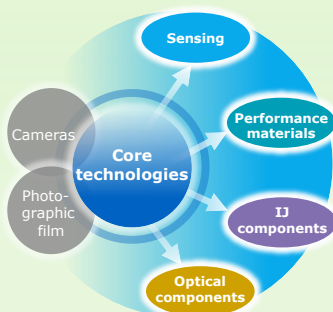 Sensing
Performance
materials
Cameras
Core
technologies
Photo-
graphic
film
IJ
components
Optical
components